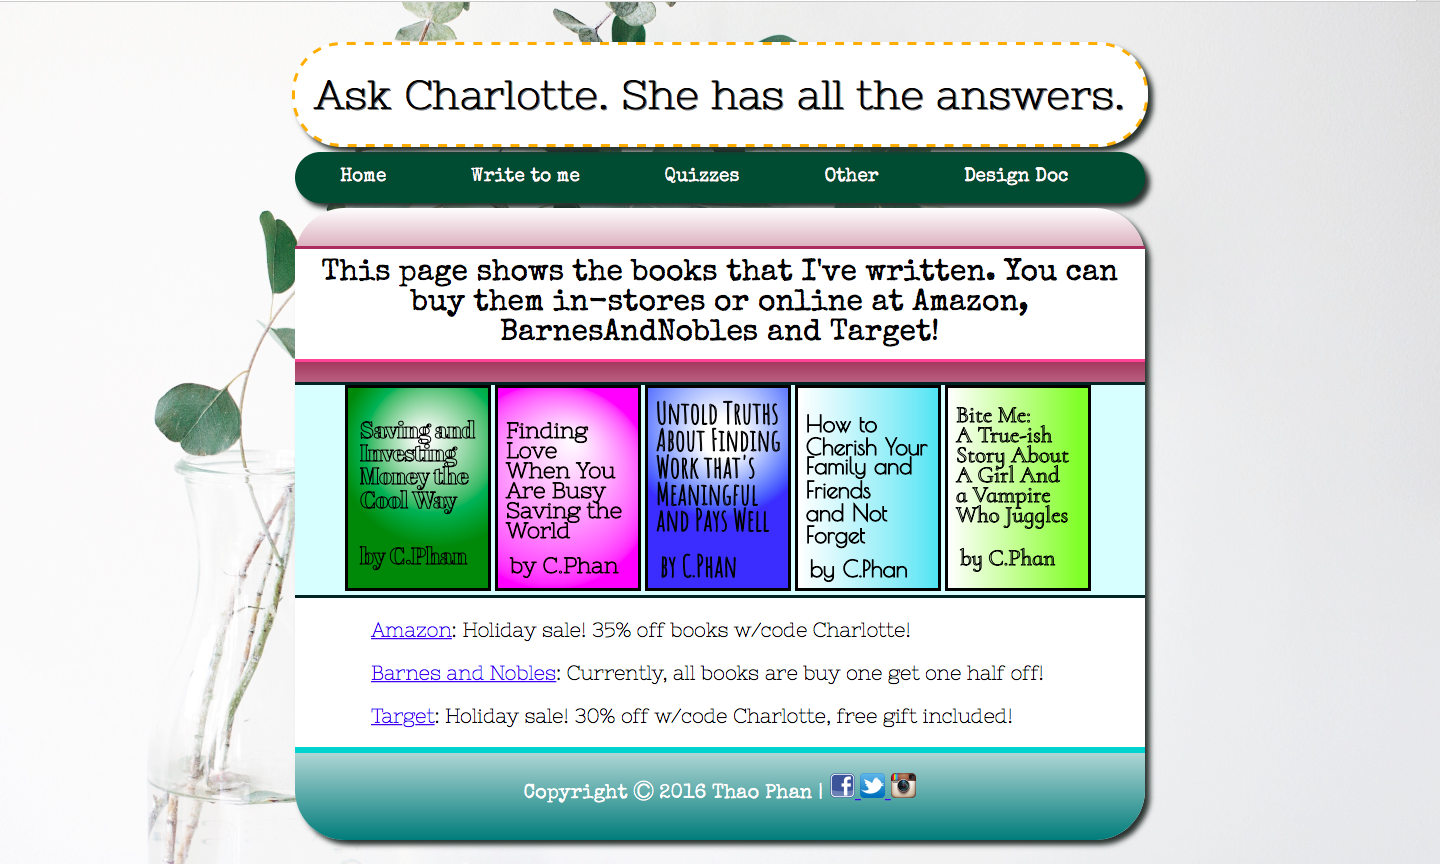 Ask Charlotte. She has all the answers.
Home Write to me Quizzes Other Design Doc
This page shows the books that I've written. You can
buy them in-stores or online at Amazon,
BarnesAndNobles and Target!
Saving and
Investing
Money the
Cool Way
by C.Phan
Finding
Love
When You
Are Busy
Saving the
World
by C.Phan
Untold Truths
About Finding
Work that's
Meaningful
and Pays Well
by C.Phan
How to
Cherish Your
Family and
Friends
and Not
Forget
by C.Phan
Bite Me:
A True-ish
Story About
A Girl And
a Vampire
Who Juggles
by C.Phan
Amazon: Holiday sale! 35% off books w/code Charlotte!
Barnes and Nobles: Currently, all books are buy one get one half off!
Target: Holiday sale! 30% off w/code Charlotte, free gift included!
Copyright © 2016 Thao Phan |